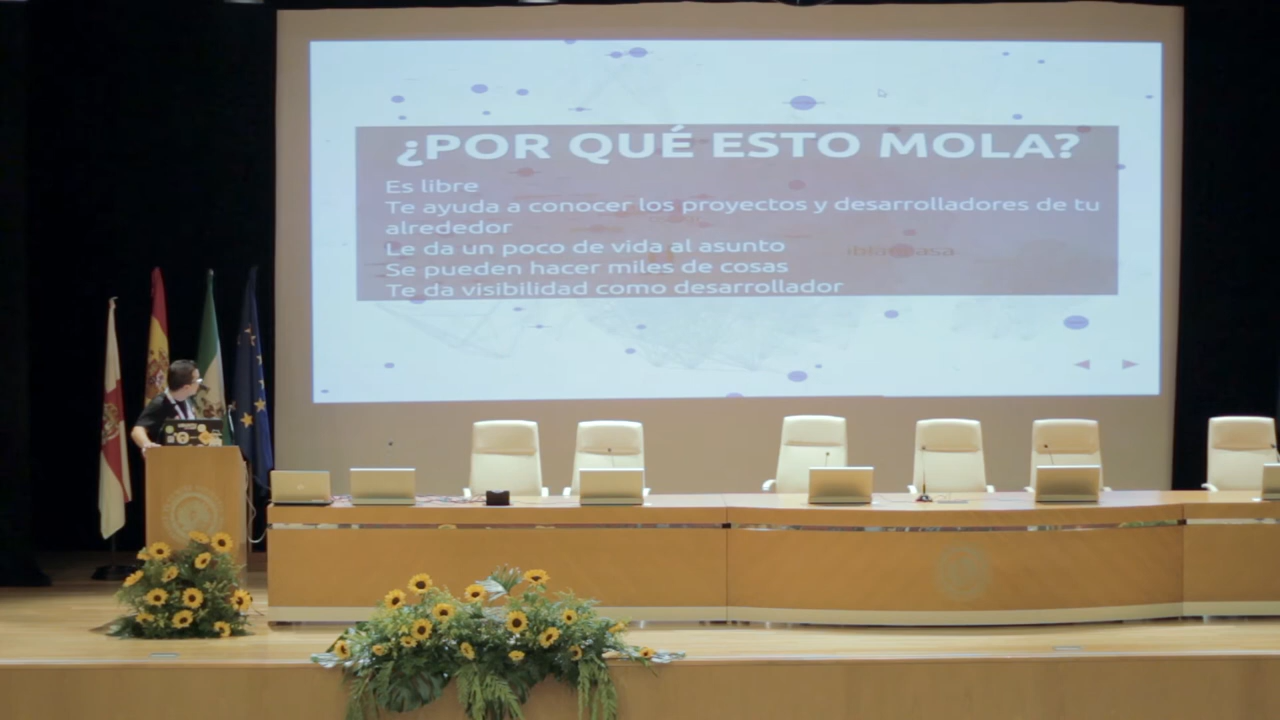 ¿POR QUÉ ESTO MOLA?
Es libre
Te ayuda a conocer los proyectos y desarrolladores de tu
alrededor
Le da un poco de vida al asunto
Se pueden hacer miles de cosas
Te da visibilidad como desarrollador